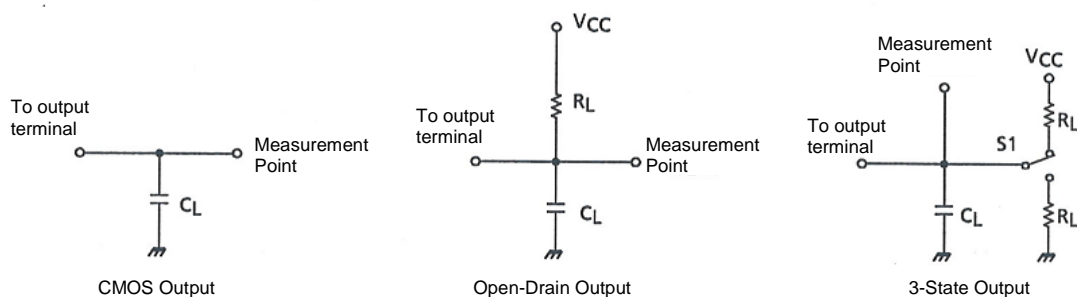 To output
terminal
Measurement
Point
CL
CMOS Output
VCC
RL
To output
terminal
Measurement
Point
CL
Open-Drain Output
Measurement
Point
VCC
RL
To output
terminal
S1
CL
RL
3-State Output